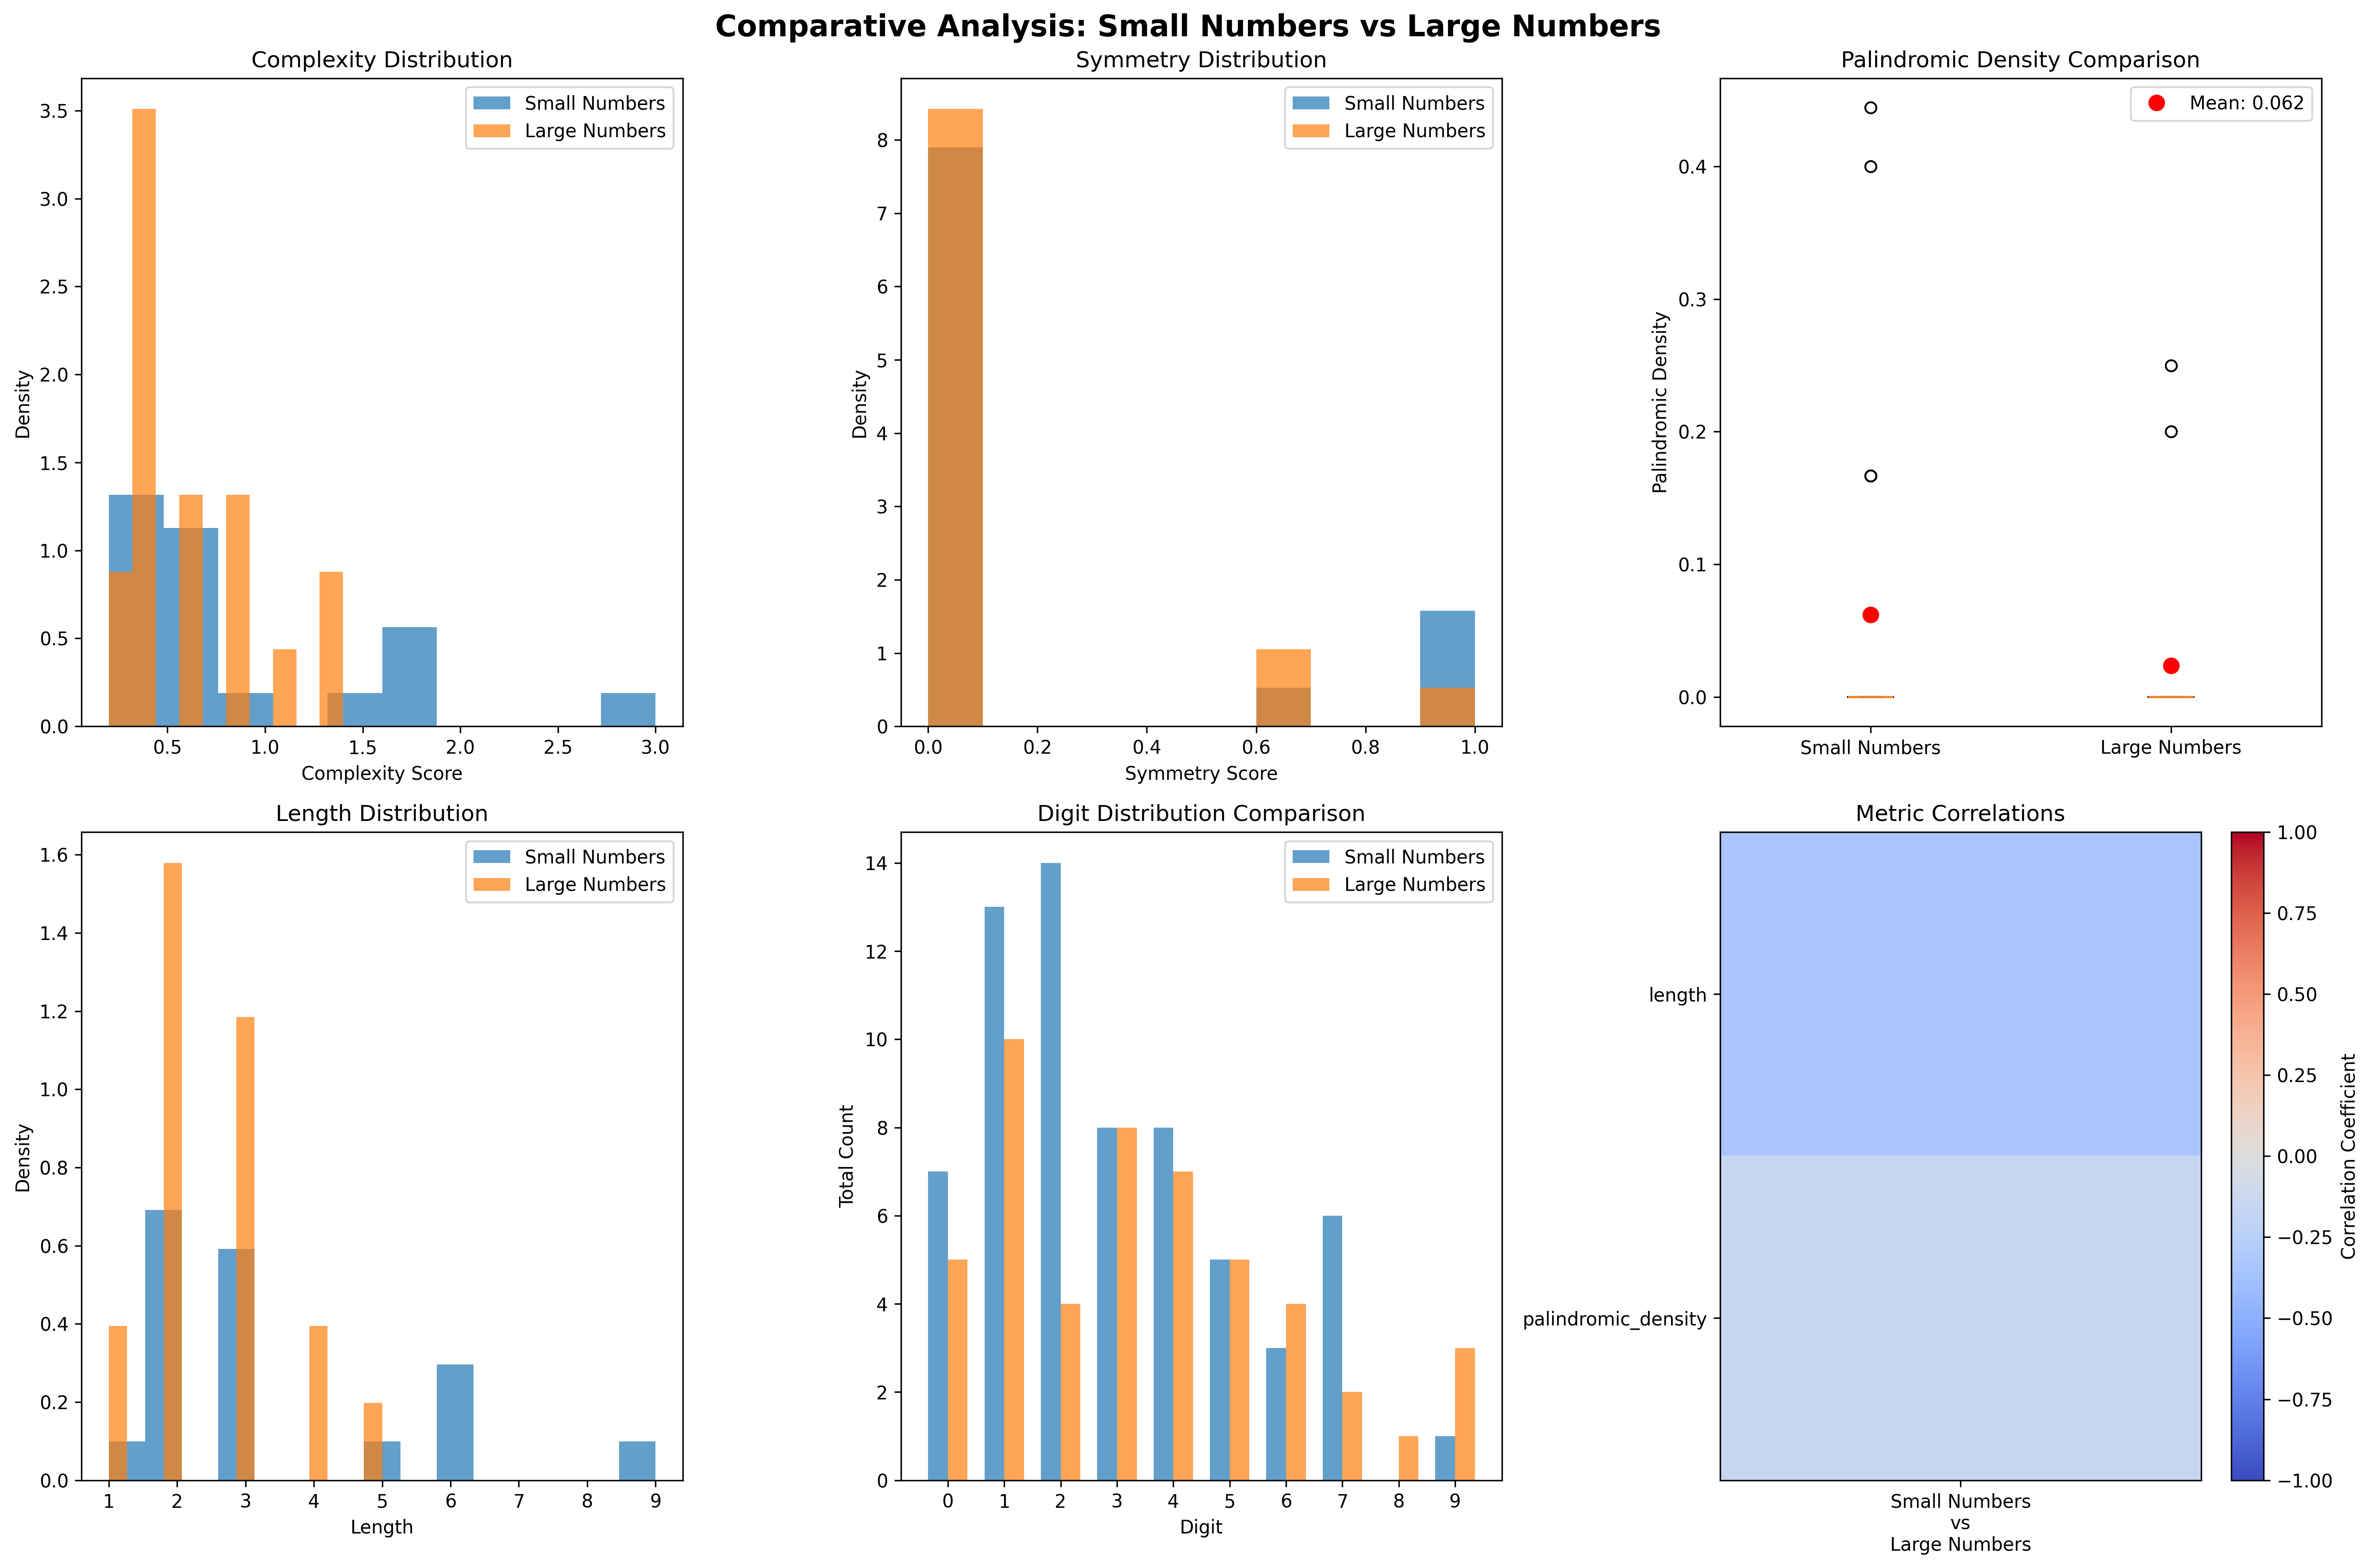 Comparative Analysis: Small Numbers vs Large Numbers
Complexity Distribution
Small Numbers
Large Numbers
3.5
3.0
2.5
2.0
1.5
1.0
0.5
0.0
Density
0.5 1.0 1.5 2.0 2.5 3.0
Complexity Score
Symmetry Distribution
Small Numbers
Large Numbers
8
7
6
5
4
3
2
1
0
Density
0.0 0.2 0.4 0.6 0.8 1.0
Symmetry Score
Palindromic Density Comparison
Mean: 0.062
0.4
0.3
0.2
0.1
0.0
Palindromic Density
Small Numbers Large Numbers
Length Distribution
Small Numbers
Large Numbers
1.6
1.4
1.2
1.0
0.8
0.6
0.4
0.2
0.0
Density
1 2 3 4 5 6 7 8 9
Length
Digit Distribution Comparison
Small Numbers
Large Numbers
14
12
10
8
6
4
2
0
Total Count
0 1 2 3 4 5 6 7 8 9
Digit
Metric Correlations
length
palindromic_density
Small Numbers
vs
Large Numbers
1.00
0.75
0.50
0.25
0.00
−0.25
−0.50
−0.75
−1.00
Correlation Coefficient